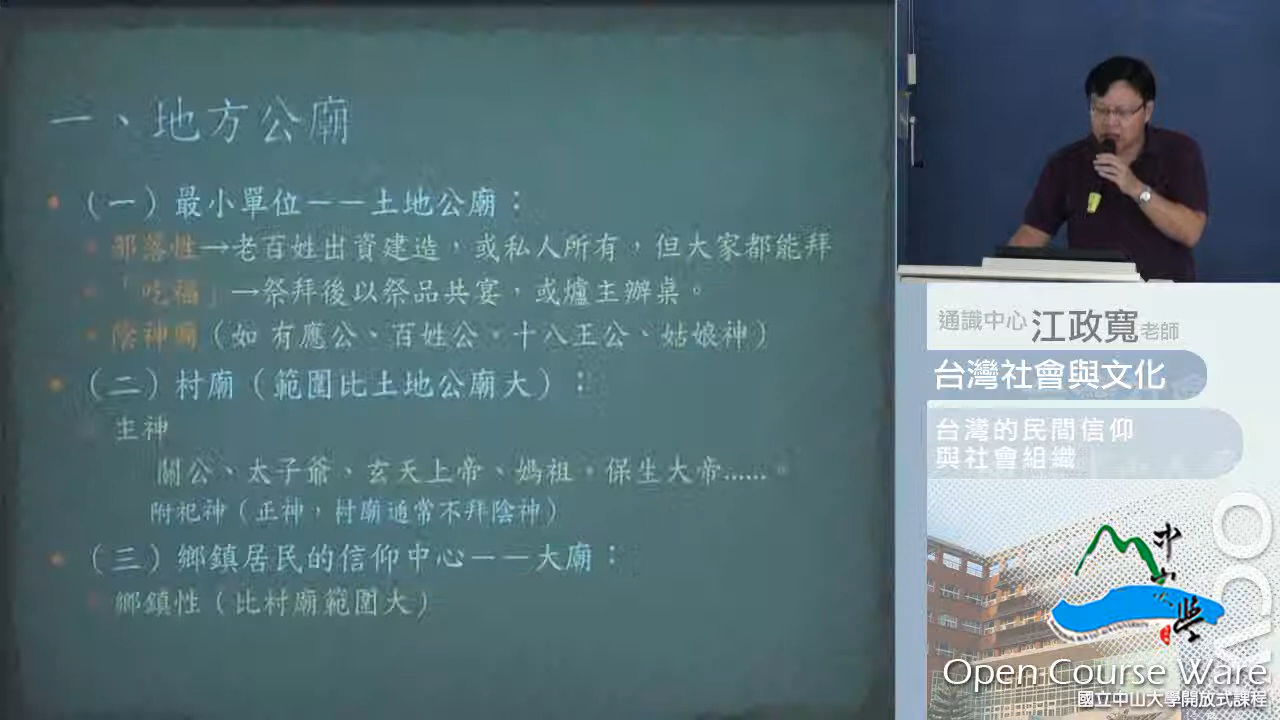 一、地方公廟
（一）最小單位－－土地公廟：
部落性→老百姓出資建造，或私人所有，但大家都能拜
「吃福」→祭拜後以祭品共宴，或爐主辦桌。
陰神廟（如 有應公、百姓公、十八王公、姑娘神）
（二）村廟（範圍比土地公廟大）：
主神
關公、太子爺、玄天上帝、媽祖，保生大帝......。
附祀神（正神，村廟通常不拜陰神）
（三）鄉鎮居民的信仰中心－－大廟：
鄉鎮性（比村廟範圍大）
通識中心 江政寬 老師
台灣社會與文化
台灣的民間信仰
與社會組織
中山大學
OCW
Open Course Ware
國立中山大學開放式課程